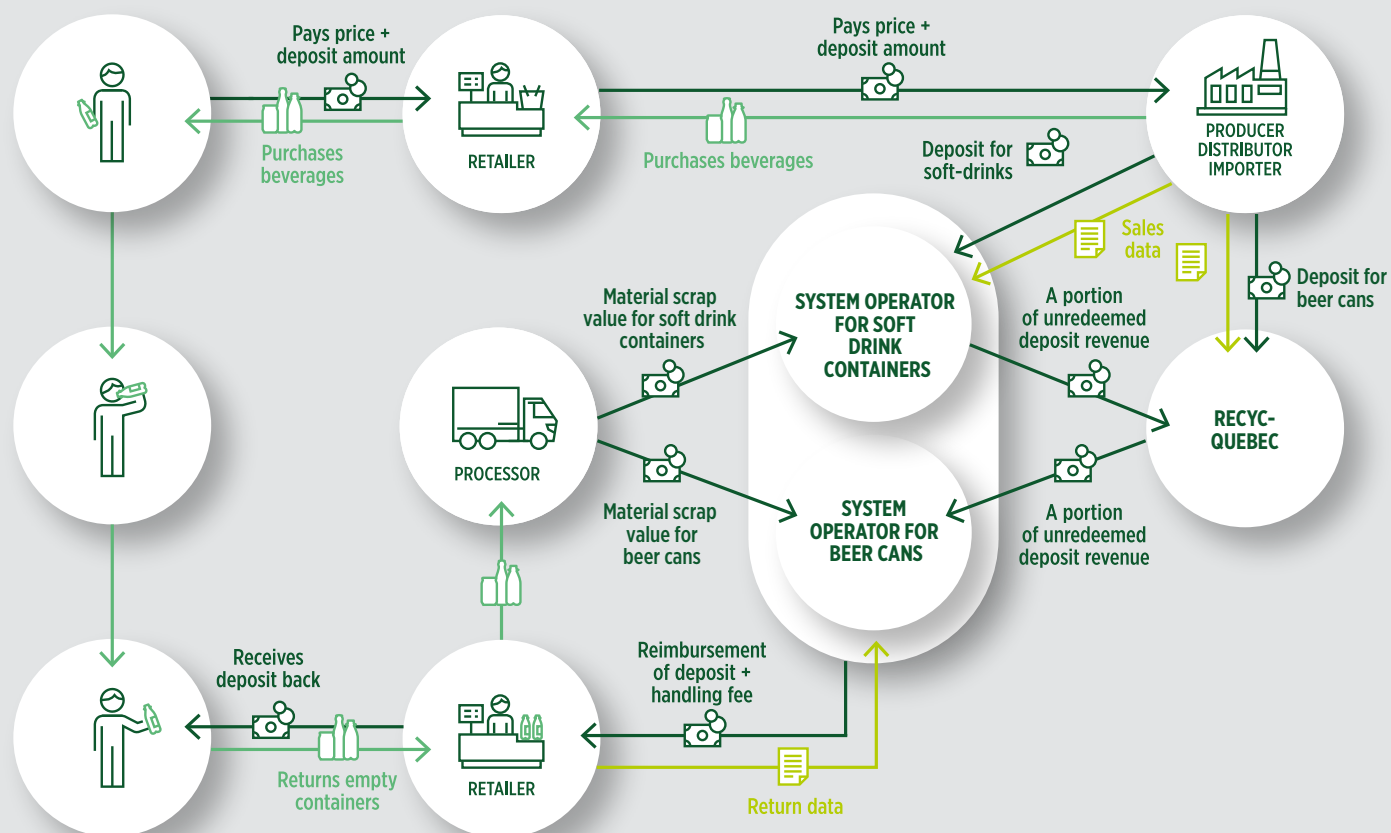 Pays price +
deposit amount
Purchases
beverages
RETAILER
Pays price +
deposit amount
Purchases beverages
PRODUCER
DISTRIBUTOR
IMPORTER
Deposit for
soft-drinks
Sales
data
Deposit for
beer cans
Material scrap
value for soft drink
containers
SYSTEM OPERATOR
FOR SOFT
DRINK
CONTAINERS
A portion
of unredeemed
deposit revenue
PROCESSOR
RECYC-
QUEBEC
Material scrap
value for
beer cans
SYSTEM
OPERATOR FOR
BEER CANS
A portion
of unredeemed
deposit revenue
Receives
deposit back
Returns empty
containers
RETAILER
Reimbursement
of deposit +
handling fee
Return data